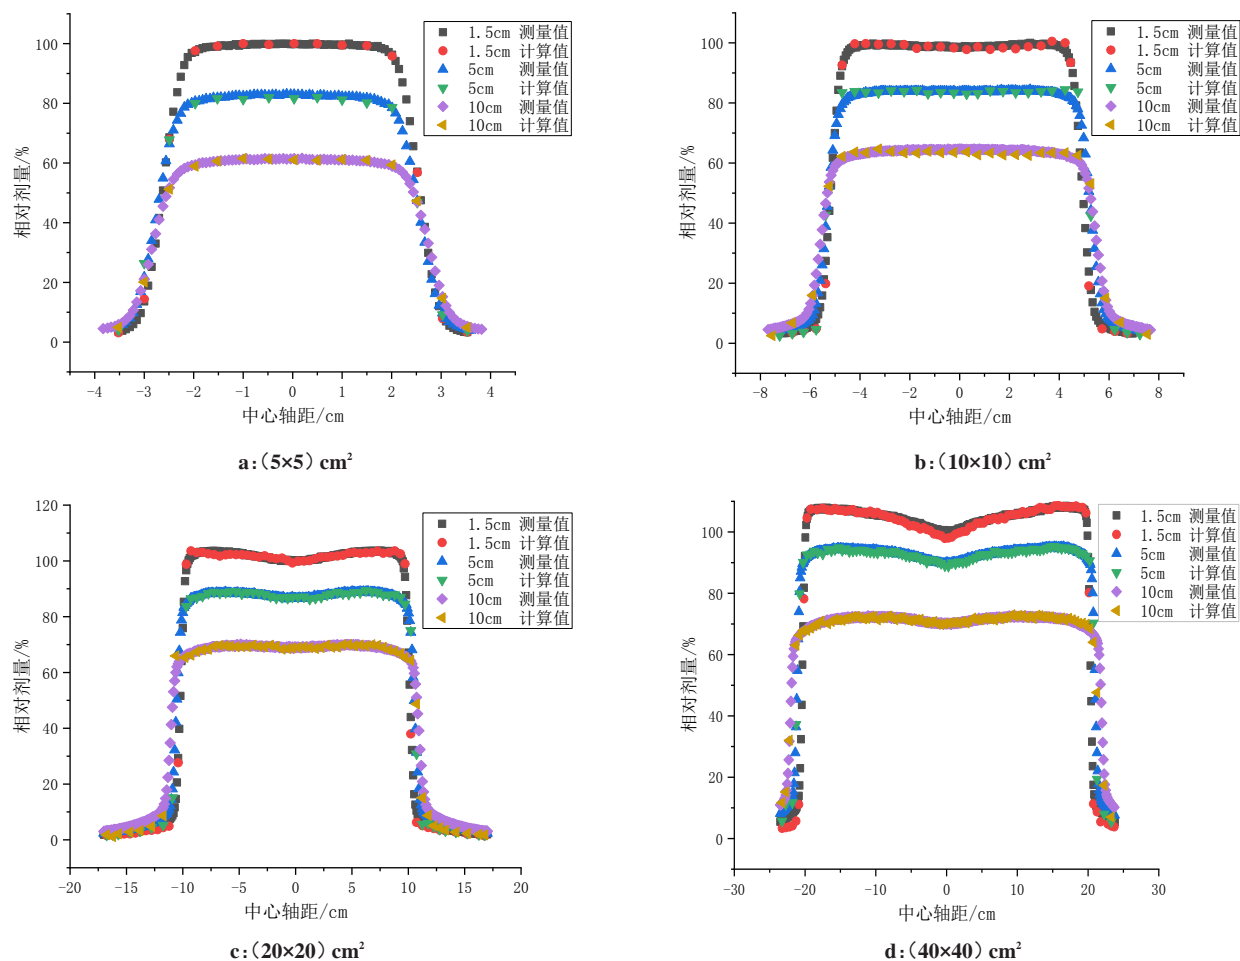 相对剂量/%
100
80
60
40
20
0
1.5cm 测量值
1.5cm 计算值
5cm 测量值
5cm 计算值
10cm 测量值
10cm 计算值
-4 -3 -2 -1 0 1 2 3 4
中心轴距/cm
a:(5×5) cm²
相对剂量/%
100
80
60
40
20
0
1.5cm 测量值
1.5cm 计算值
5cm 测量值
5cm 计算值
10cm 测量值
10cm 计算值
-8 -6 -4 -2 0 2 4 6 8
中心轴距/cm
b:(10×10) cm²
相对剂量/%
120
100
80
60
40
20
0
1.5cm 测量值
1.5cm 计算值
5cm 测量值
5cm 计算值
10cm 测量值
10cm 计算值
-20 -15 -10 -5 0 5 10 15 20
中心轴距/cm
c:(20×20) cm²
相对剂量/%
100
80
60
40
20
0
1.5cm 测量值
1.5cm 计算值
5cm 测量值
5cm 计算值
10cm 测量值
10cm 计算值
-30 -20 -10 0 10 20 30
中心轴距/cm
d:(40×40) cm²